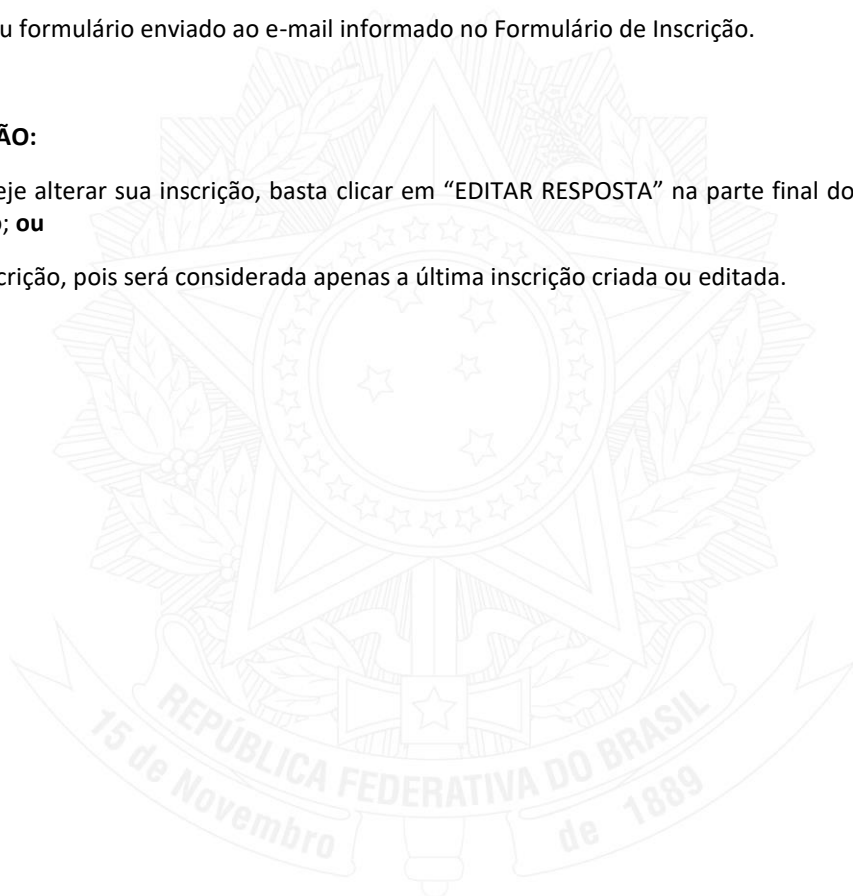 u formulário enviado ao e-mail informado no Formulário de Inscrição.
ÃO:
eje alterar sua inscrição, basta clicar em “EDITAR RESPOSTA” na parte final do
; ou
crição, pois será considerada apenas a última inscrição criada ou editada.
REPÚBLICA FEDERATIVA DO BRASIL
15 de Novembro de 1889